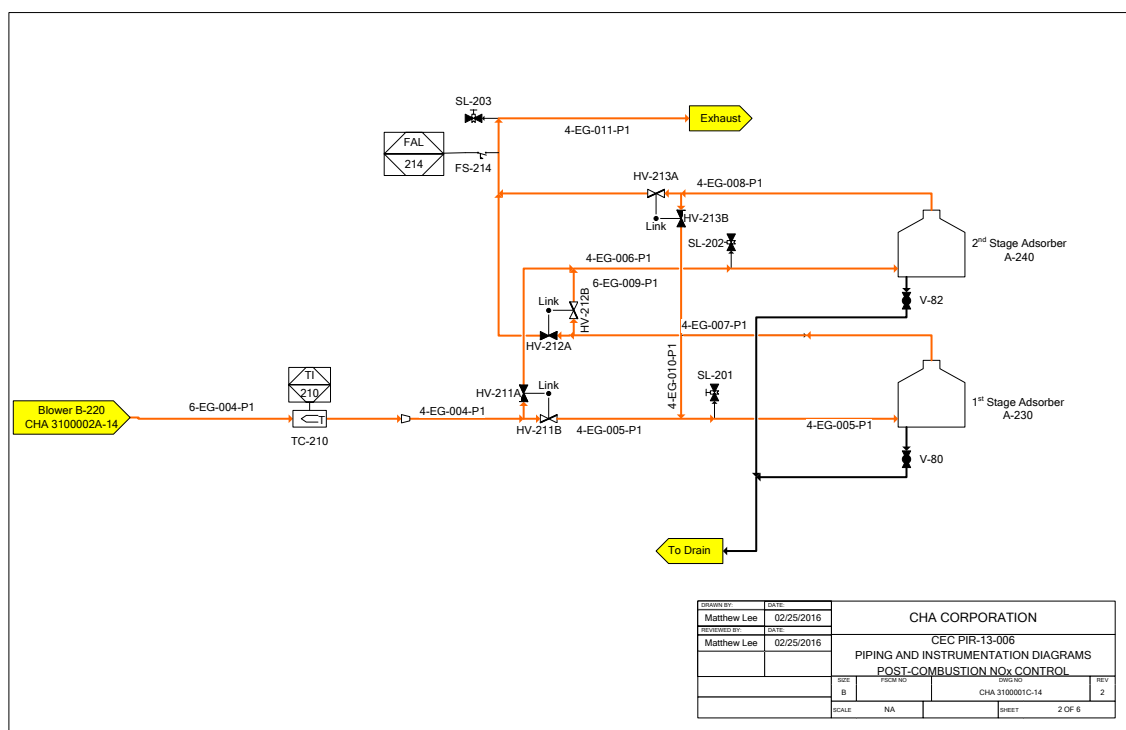 SL-203
Exhaust
4-EG-011-P1
FAL
214
FS-214
HV-213A
4-EG-008-P1
HV-213B
Link
SL-202
2nd Stage Adsorber
A-240
4-EG-006-P1
6-EG-009-P1
Link
HV-212B
V-82
4-EG-007-P1
HV-212A
4-EG-010-P1
SL-201
TI
210
HV-211A
Link
1st Stage Adsorber
A-230
Blower B-220
CHA 3100002A-14
6-EG-004-P1
4-EG-004-P1
TC-210
T
HV-211B
4-EG-005-P1
4-EG-005-P1
V-80
To Drain
DRAWN BY: DATE:
Matthew Lee 02/25/2016
CHA CORPORATION
REVIEWED BY: DATE:
Matthew Lee 02/25/2016
CEC PIR-13-006
PIPING AND INSTRUMENTATION DIAGRAMS
POST-COMBUSTION NOx CONTROL
SIZE FSCM NO DWG NO REV
B CHA 3100001C-14 2
SCALE NA SHEET 2 OF 6